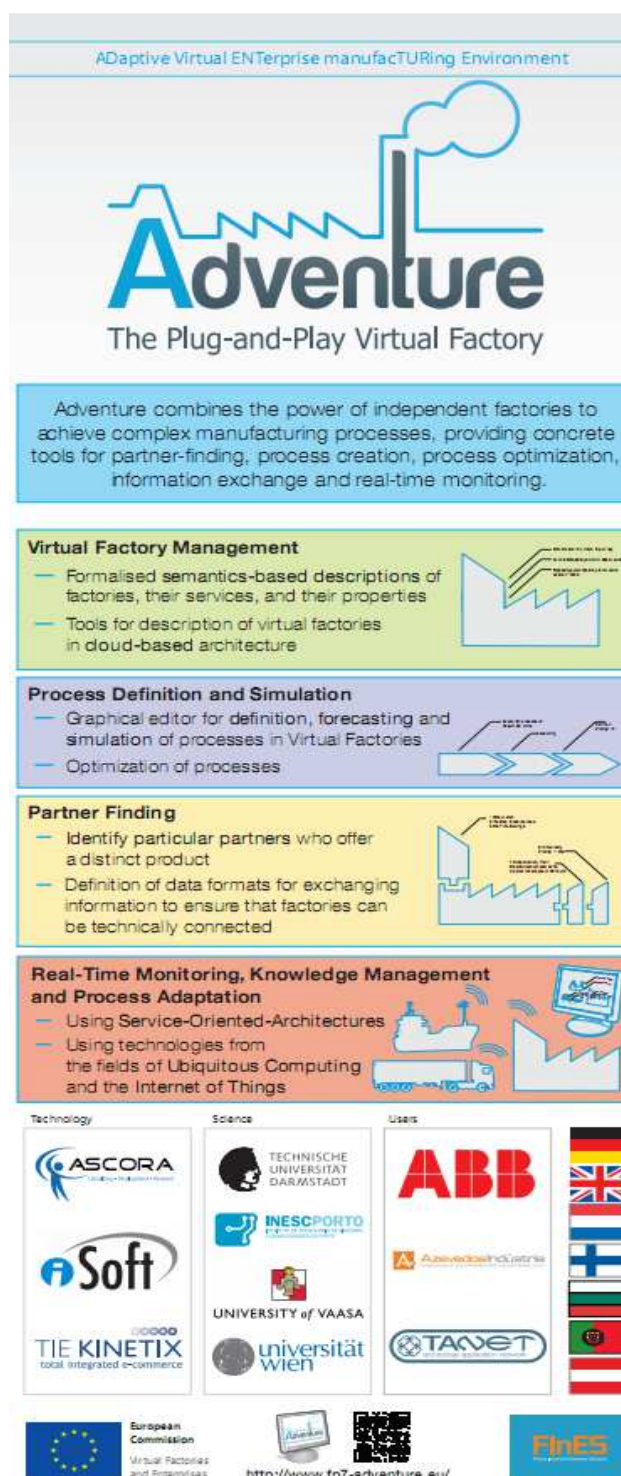 ADaptive Virtual ENTerprise manufacTURing Environment
Adventure
The Plug-and-Play Virtual Factory
Adventure combines the power of independent factories to
achieve complex manufacturing processes, providing concrete
tools for partner-finding, process creation, process optimization,
information exchange and real-time monitoring.
Virtual Factory Management
— Formalised semantics-based descriptions of
factories, their services, and their properties
— Tools for description of virtual factories
in cloud-based architecture
Process Definition and Simulation
— Graphical editor for definition, forecasting and
simulation of processes in Virtual Factories
— Optimization of processes
Partner Finding
— Identify particular partners who offer
a distinct product
— Definition of data formats for exchanging
information to ensure that factories can
be technically connected
Real-Time Monitoring, Knowledge Management
and Process Adaptation
— Using Service-Oriented-Architectures
— Using technologies from
the fields of Ubiquitous Computing
and the Internet of Things
Technology
ASCORA
iSoft
TIE KINETIX
total integrated e-commerce
Science
TECHNISCHE
UNIVERSITÄT
DARMSTADT
INESCPORTO
UNIVERSITY of VAASA
universität
wien
Users
ABB
AzevedosIndústria
TANET
European
Commission
Virtual Factories
and Enterprises
Adventure
http://www.fp7-adventure.eu/
FInES